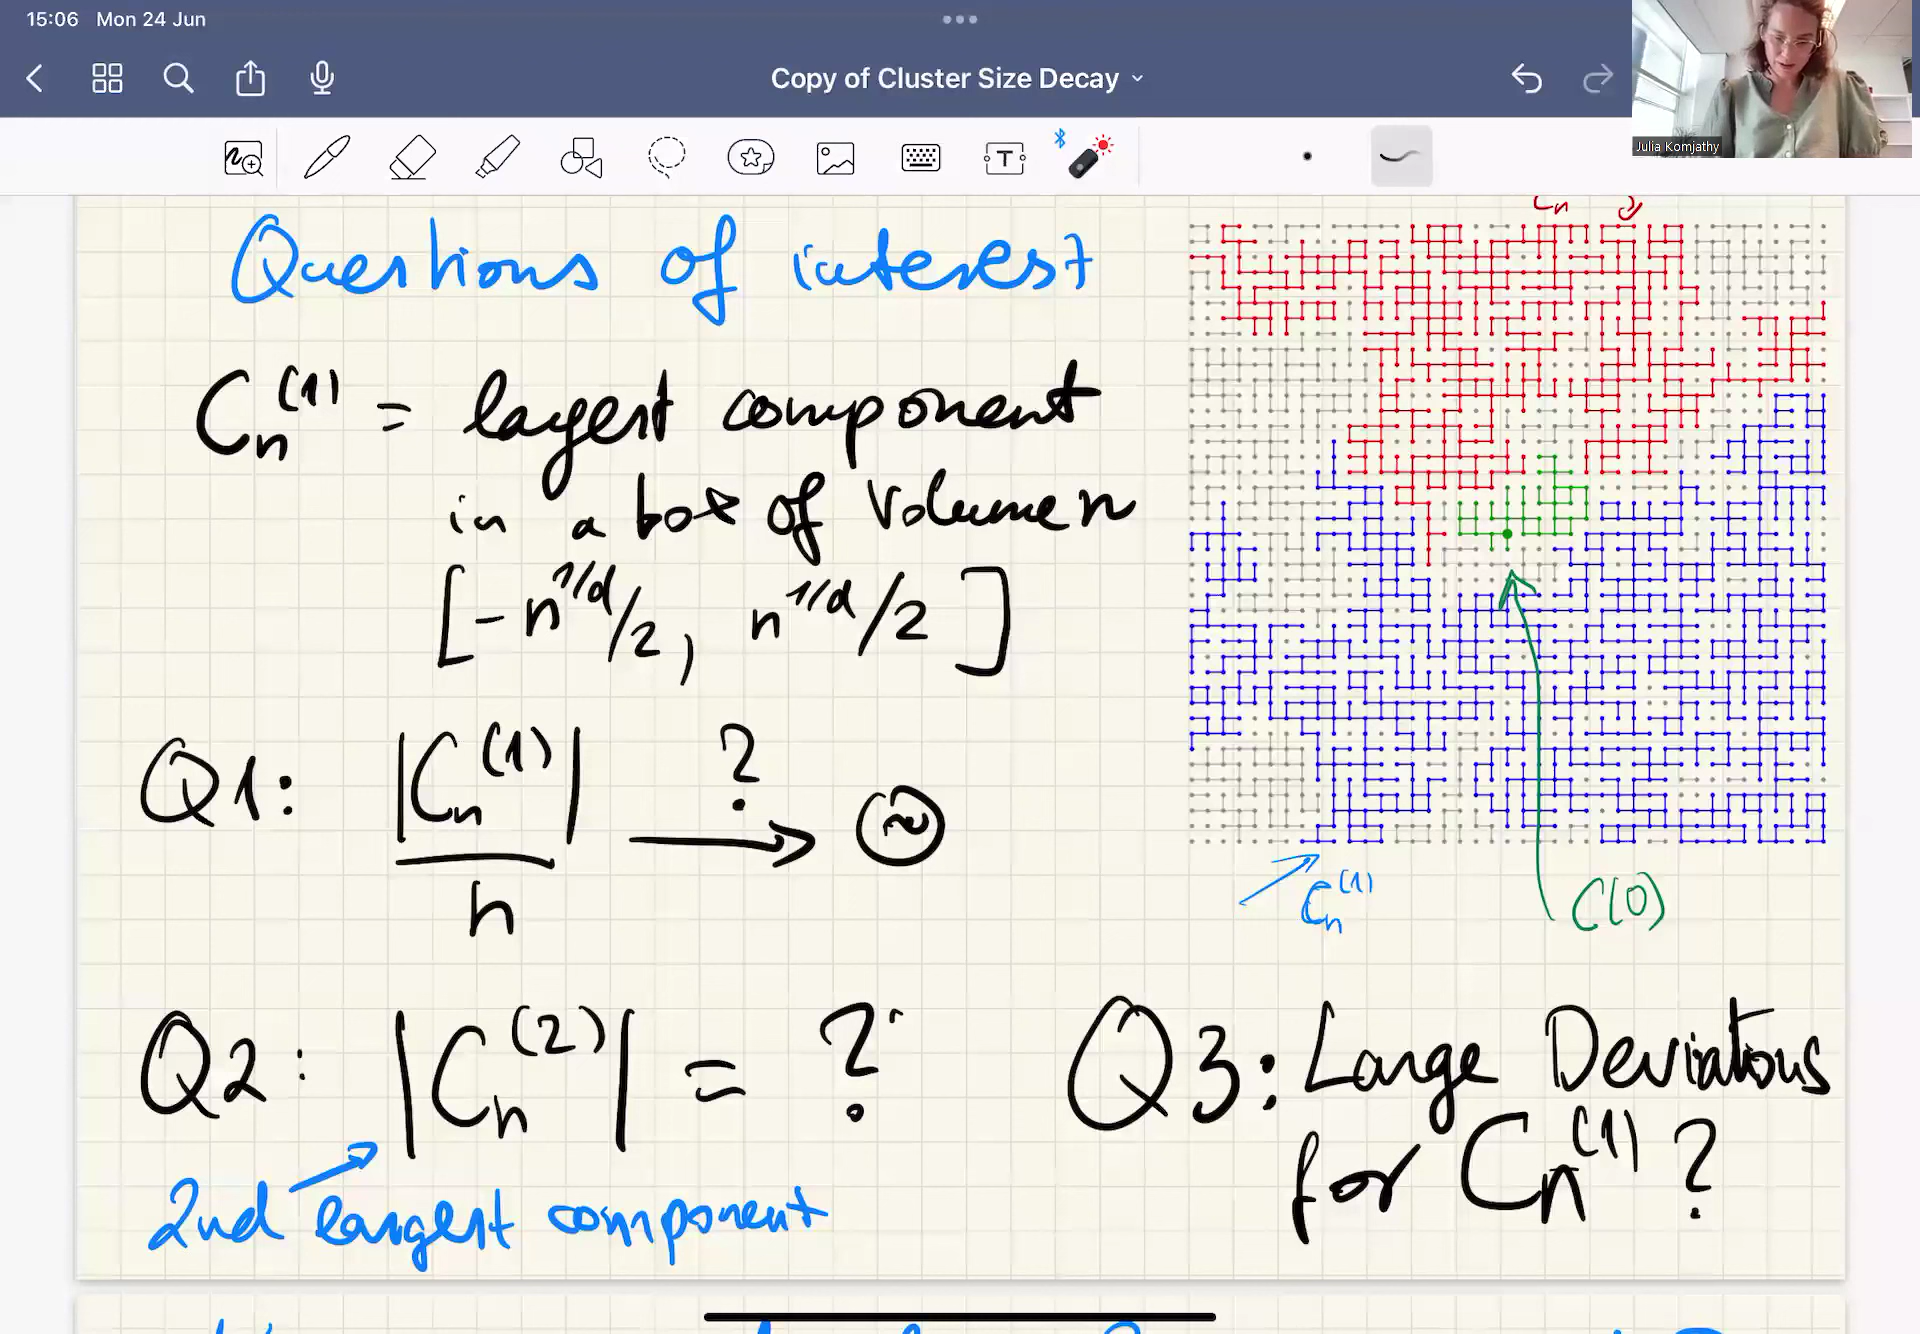 15:06 Mon 24 Jun
Copy of Cluster Size Decay
Julia Komjathy
Questions of interest
C_n^{(1)} = largest component
in a box of volume n
[-n^{1/d}/2, n^{1/d}/2]
Q1: |C_n^{(1)}| / n →^?
C_n^{(1)}
C(0)
Q2: |C_n^{(2)}| = ?
2nd largest component
Q3: Large Deviations
for C_n^{(1)} ?